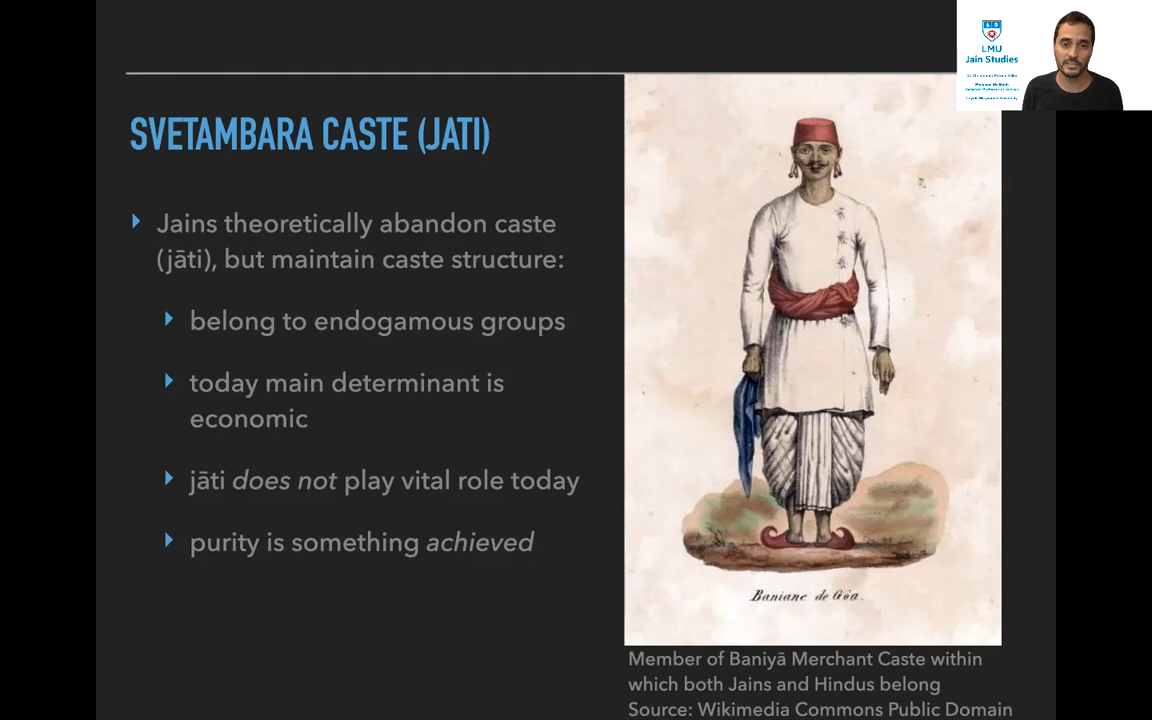 SVETAMBARA CASTE (JATI)
Jains theoretically abandon caste
(jāti), but maintain caste structure:
belong to endogamous groups
today main determinant is
economic
jāti does not play vital role today
purity is something achieved
LMU
Jain Studies
Baniane de Gôa.
Member of Baniyā Merchant Caste within
which both Jains and Hindus belong
Source: Wikimedia Commons Public Domain